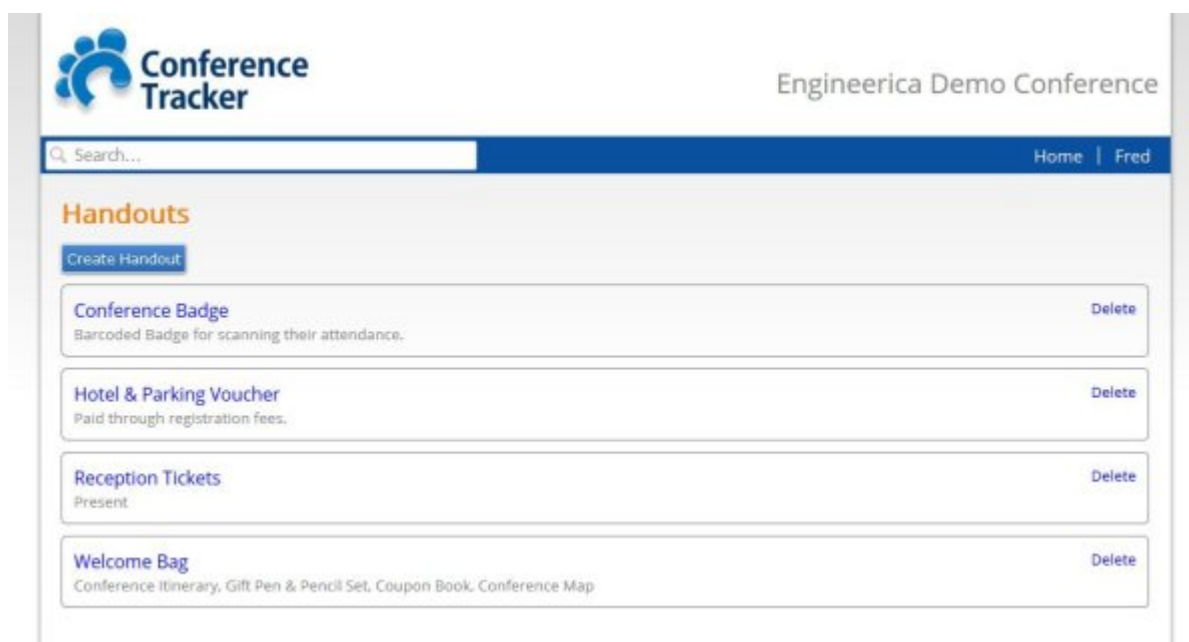 Conference
Tracker
Engineerica Demo Conference
Search...
Home | Fred
Handouts
Create Handout
Conference Badge
Delete
Barcoded Badge for scanning their attendance.
Hotel & Parking Voucher
Delete
Paid through registration fees.
Reception Tickets
Delete
Present
Welcome Bag
Delete
Conference Itinerary, Gift Pen & Pencil Set, Coupon Book, Conference Map